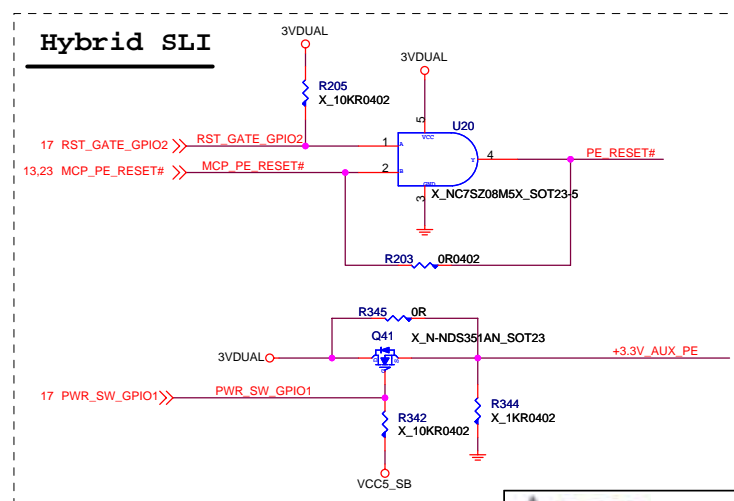 Hybrid SLI
3VDUAL
3VDUAL
R205
X_10KR0402
5
U20
VCC
17 RST_GATE_GPIO2 RST_GATE_GPIO2 1 A
Y 4 PE_RESET#
13,23 MCP_PE_RESET# MCP_PE_RESET# 2 B
GND
3 X_NC7SZ08M5X_SOT23-5
R203 0R0402
R345 0R
Q41 X_N-NDS351AN_SOT23
3VDUAL D S +3.3V_AUX_PE
G
17 PWR_SW_GPIO1 PWR_SW_GPIO1
R342
X_10KR0402
R344
X_1KR0402
VCC5_SB